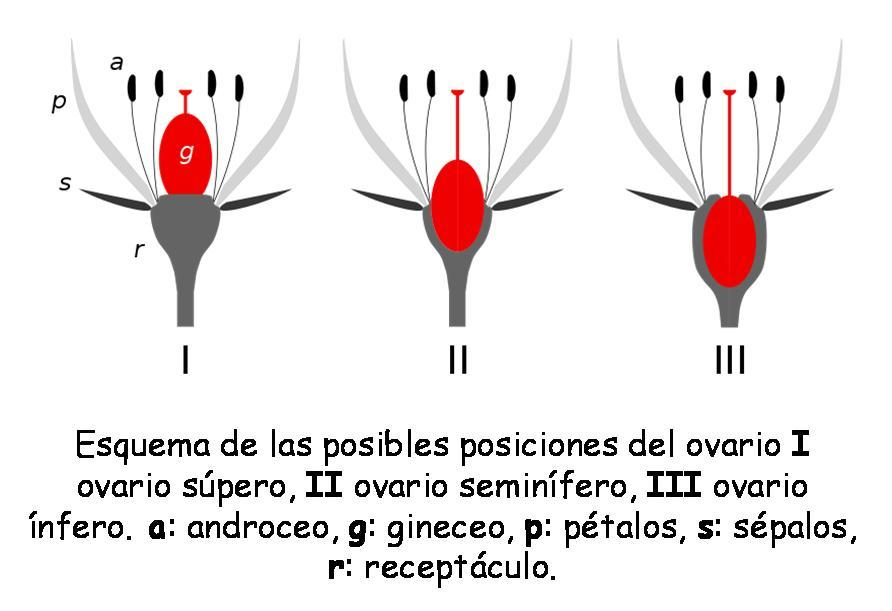 a
p
g
s
r
I II III
Esquema de las posibles posiciones del ovario I
ovario súpero, II ovario seminífero, III ovario
ínfero. a: androceo, g: gineceo, p: pétalos, s: sépalos,
r: receptáculo.